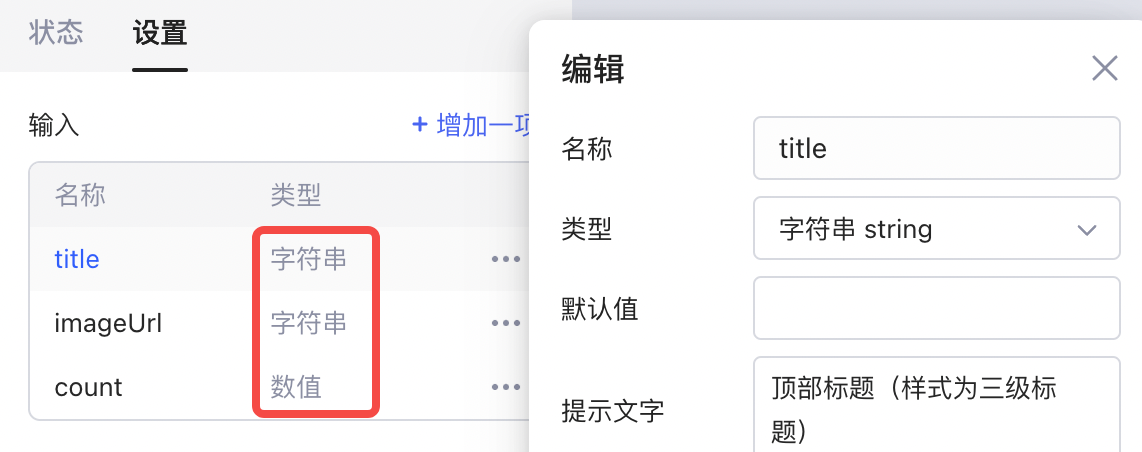 状态 设置
输入 + 增加一项
名称 类型
title 字符串 •••
imageUrl 字符串 •••
count 数值 •••
编辑
名称 title
类型 字符串 string
默认值
提示文字 顶部标题（样式为三级标
题）